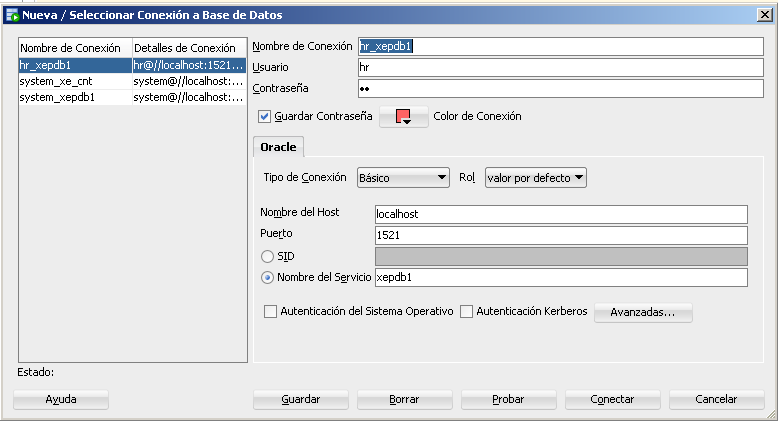 Nueva / Seleccionar Conexión a Base de Datos
Nombre de Conexión Detalles de Conexión
hr_xepdb1 hr@//localhost:1521...
system_xe_cnt system@//localhost:...
system_xepdb1 system@//localhost:...
Nombre de Conexión hr_xepdb1
Usuario hr
Contraseña ●●
Guardar Contraseña Color de Conexión
Oracle
Tipo de Conexión Básico Rol valor por defecto
Nombre del Host localhost
Puerto 1521
SID
Nombre del Servicio xepdb1
Autenticación del Sistema Operativo Autenticación Kerberos Avanzadas...
Estado:
Ayuda Guardar Borrar Probar Conectar Cancelar